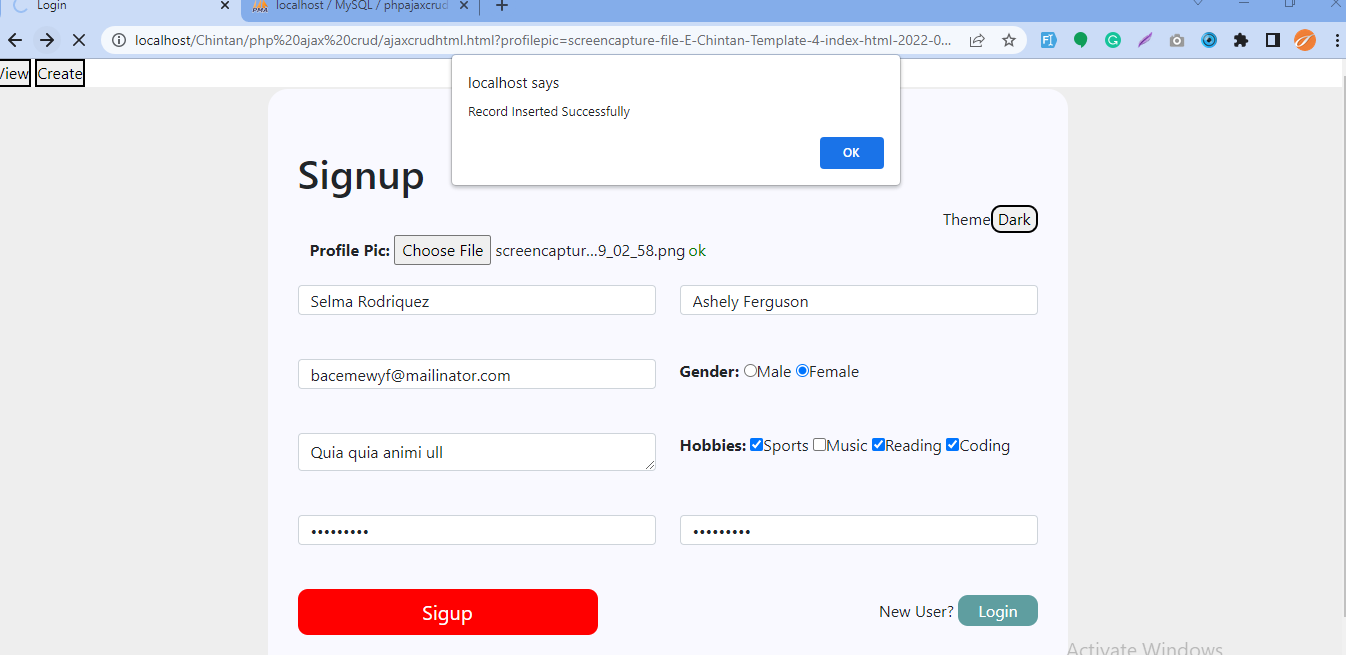 Login
localhost / MySQL / phpajaxcrud
localhost/Chintan/php%20ajax%20crud/ajaxcrudhtml.html?profilepic=screencapture-file-E-Chintan-Template-4-index-html-2022-0...
View Create
localhost says
Record Inserted Successfully
OK
Signup
Theme Dark
Profile Pic: Choose File screencaptur...9_02_58.png ok
Selma Rodriquez Ashely Ferguson
bacemewyf@mailinator.com Gender: Male Female
Quia quia animi ull Hobbies: Sports Music Reading Coding
••••••••• •••••••••
Sigup New User? Login
Activate Windows